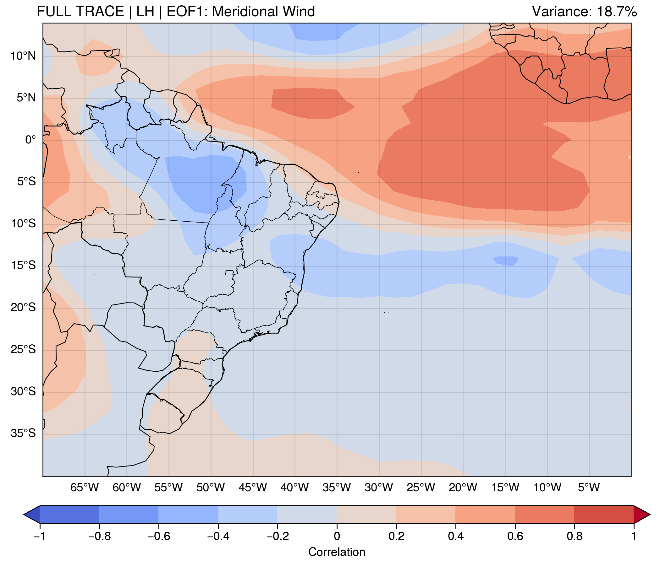 FULL TRACE | LH | EOF1: Meridional Wind
Variance: 18.7%
10°N
5°N
0°
5°S
10°S
15°S
20°S
25°S
30°S
35°S
65°W 60°W 55°W 50°W 45°W 40°W 35°W 30°W 25°W 20°W 15°W 10°W 5°W
−1 −0.8 −0.6 −0.4 −0.2 0 0.2 0.4 0.6 0.8 1
Correlation